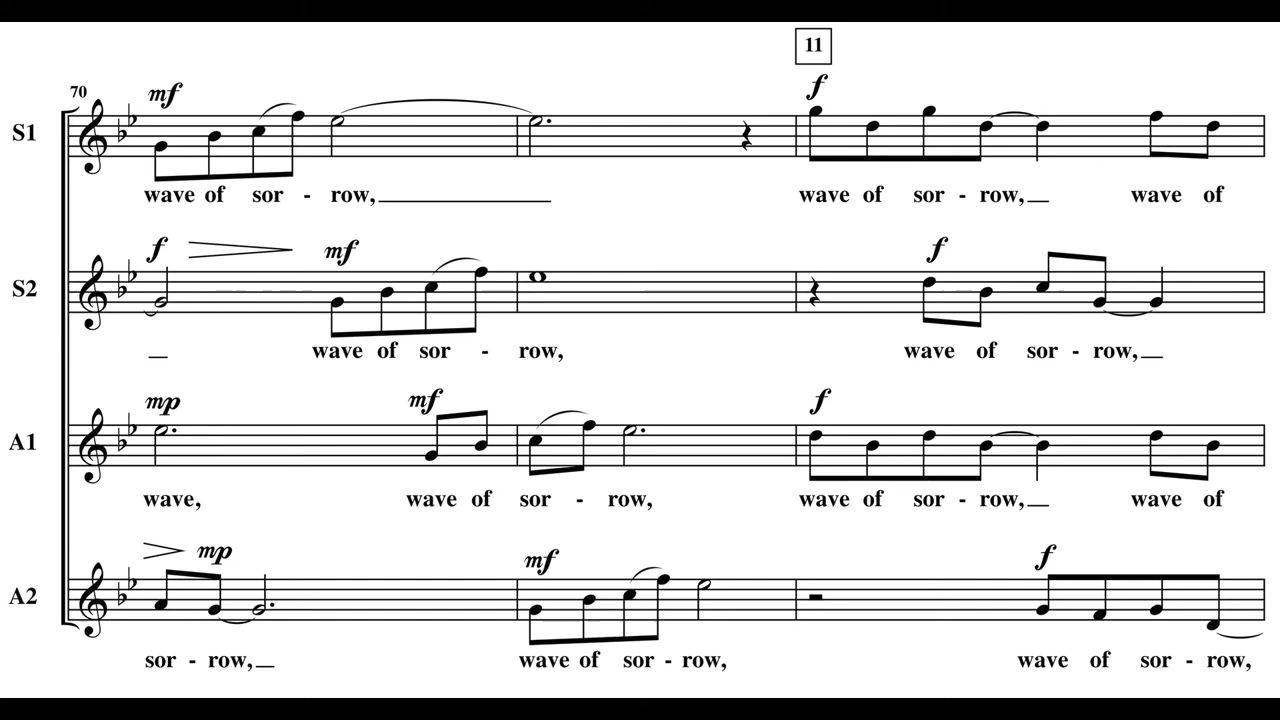 11
70 mf f
S1
wave of sor - row, wave of sor - row, wave of
f mf f
S2
wave of sor - row, wave of sor - row,
mp mf f
A1
wave, wave of sor - row, wave of sor - row, wave of
mp mf f
A2
sor - row, wave of sor - row, wave of sor - row,